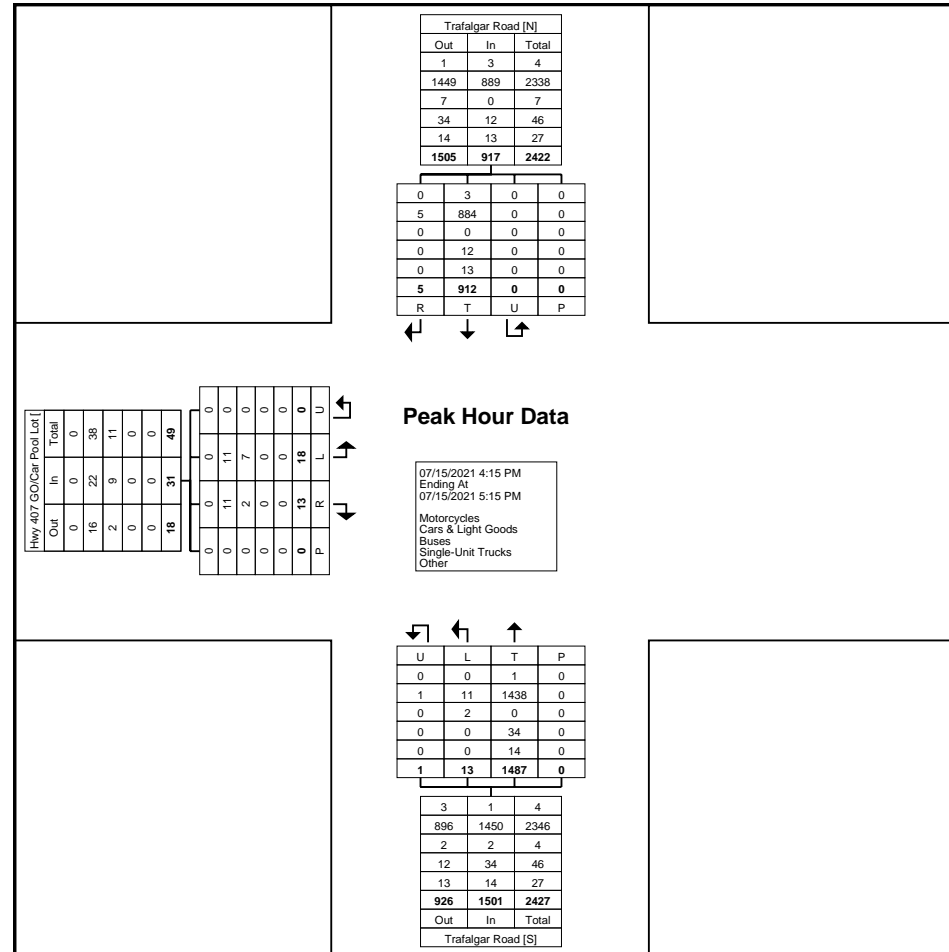 Trafalgar Road [N]
Out In Total
1 3 4
1449 889 2338
7 0 7
34 12 46
14 13 27
1505 917 2422
0 3 0 0
5 884 0 0
0 0 0 0
0 12 0 0
0 13 0 0
5 912 0 0
R T U P
Hwy 407 GO/Car Pool Lot [
Out In Total
0 0 0
16 22 38
2 9 11
0 0 0
0 0 0
18 31 49
0 0 0 0
0 11 11 0
0 2 7 0
0 0 0 0
0 0 0 0
0 13 18 0
P R L U
Peak Hour Data
07/15/2021 4:15 PM
Ending At
07/15/2021 5:15 PM
Motorcycles
Cars & Light Goods
Buses
Single-Unit Trucks
Other
U L T P
0 0 1 0
1 11 1438 0
0 2 0 0
0 0 34 0
0 0 14 0
1 13 1487 0
3 1 4
896 1450 2346
2 2 4
12 34 46
13 14 27
926 1501 2427
Out In Total
Trafalgar Road [S]